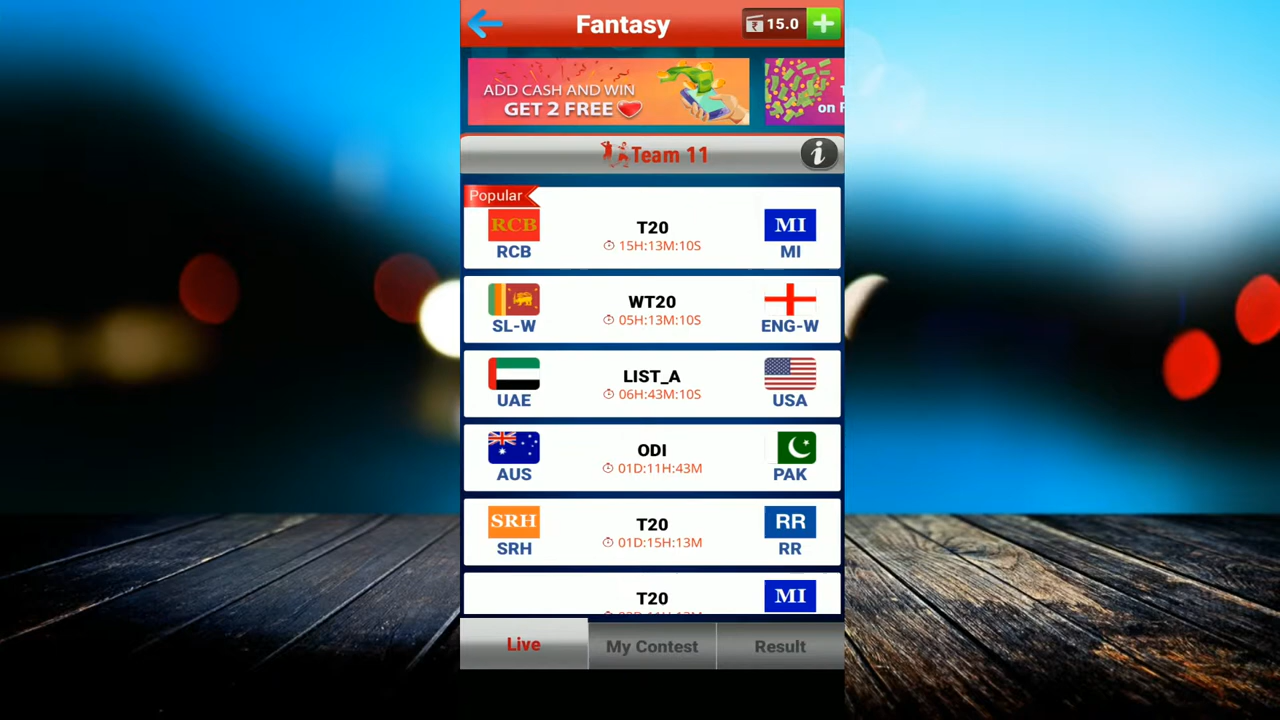 Fantasy
15.0 +
ADD CASH AND WIN
GET 2 FREE
on
Team 11
i
Popular
RCB T20 MI
RCB 15H:13M:10S MI
WT20
SL-W 05H:13M:10S ENG-W
LIST_A
UAE 06H:43M:10S USA
ODI
AUS 01D:11H:43M PAK
SRH T20 RR
SRH 01D:15H:13M RR
T20 MI
Live My Contest Result